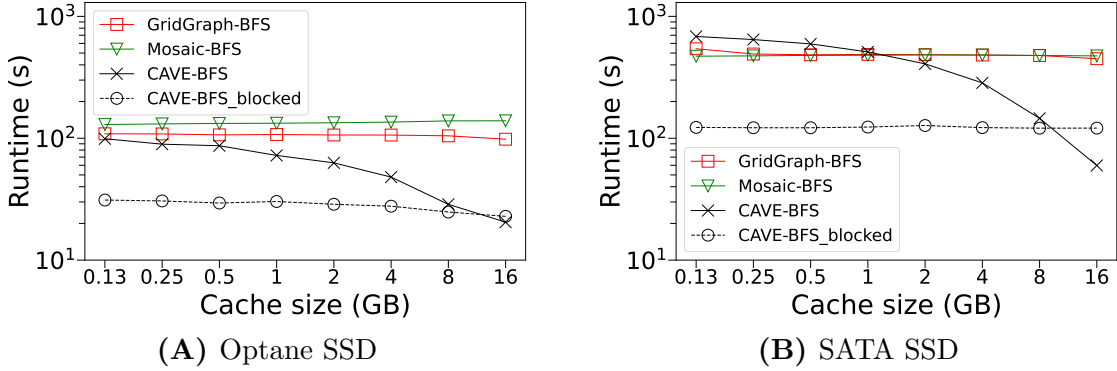 Runtime (s)
10³
10²
10¹
GridGraph-BFS
Mosaic-BFS
CAVE-BFS
CAVE-BFS_blocked
0.13 0.25 0.5 1 2 4 8 16
Cache size (GB)
(A) Optane SSD
Runtime (s)
10³
10²
10¹
GridGraph-BFS
Mosaic-BFS
CAVE-BFS
CAVE-BFS_blocked
0.13 0.25 0.5 1 2 4 8 16
Cache size (GB)
(B) SATA SSD